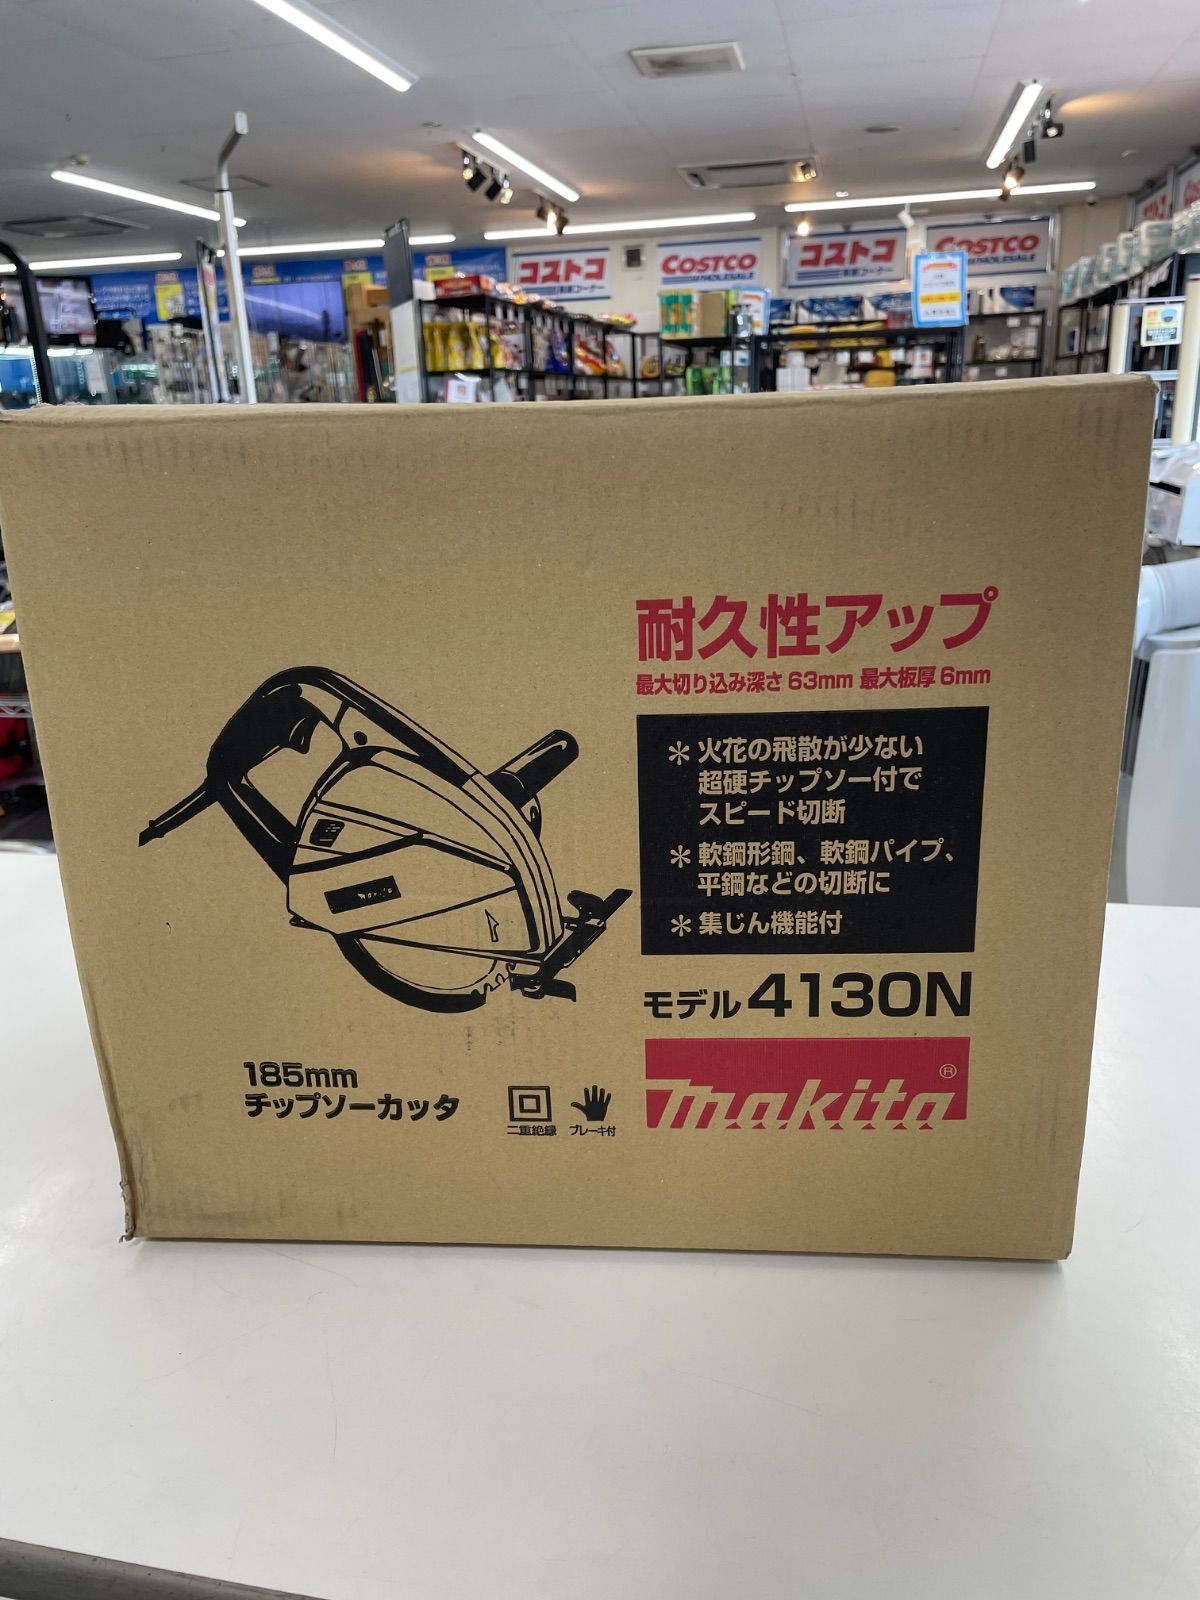 コストコ
COSTCO
WHOLESALE
コストコ
COSTCO
WHOLESALE
耐久性アップ
最大切り込み深さ 63mm 最大板厚 6mm
＊ 火花の飛散が少ない
超硬チップソー付で
スピード切断
＊ 軟鋼形鋼、軟鋼パイプ、
平鋼などの切断に
＊ 集じん機能付
モデル 4130N
makita®
185mm
チップソーカッタ
二重絶縁 ブレーキ付